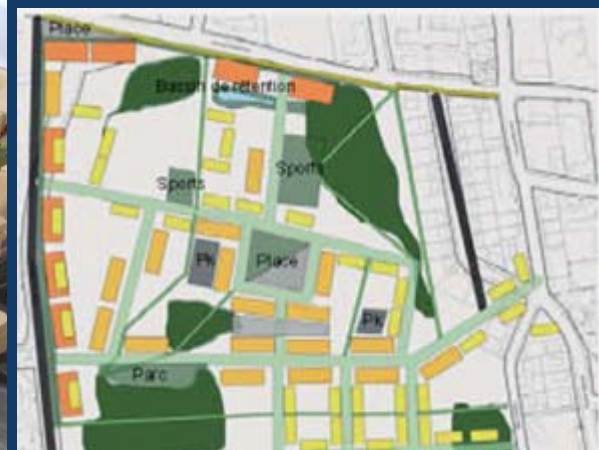 Place
Bassin de rétention
Sports
Sports
Pk
Place
PK
Parc